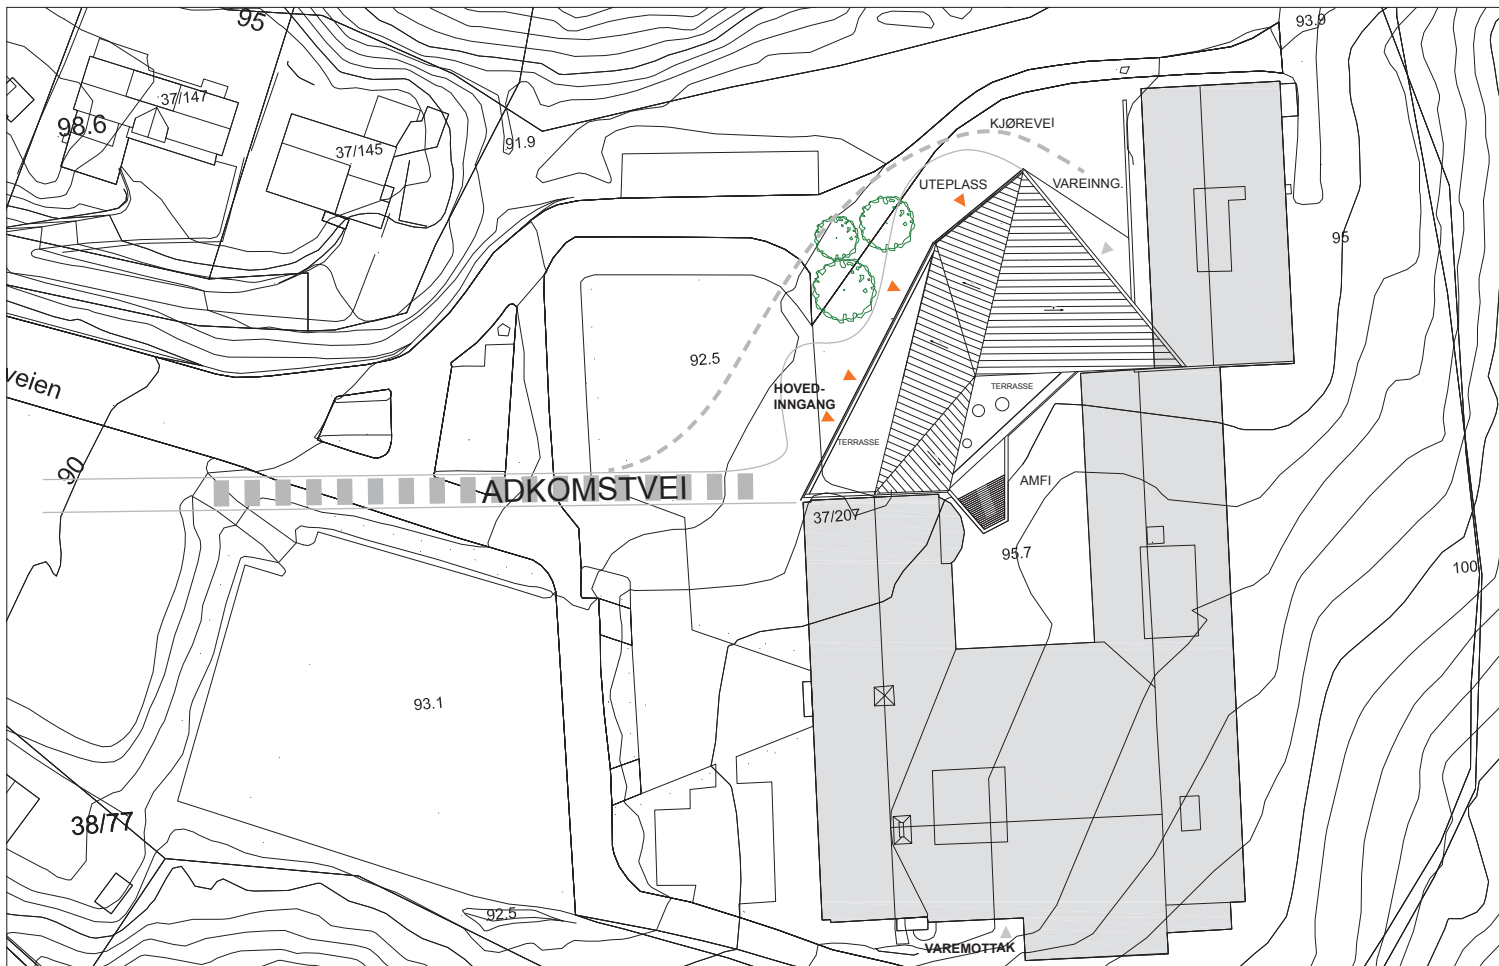 95
93.9
37/147
98.6
37/145
91.9
KJØREVEI
UTEPLASS
VAREINNG.
95
92.5
veien
HOVED-
INNGANG
TERRASSE
TERRASSE
90
ADKOMSTVEI
AMFI
37/207
95.7
100
93.1
38/77
92.5
VAREMOTTAK